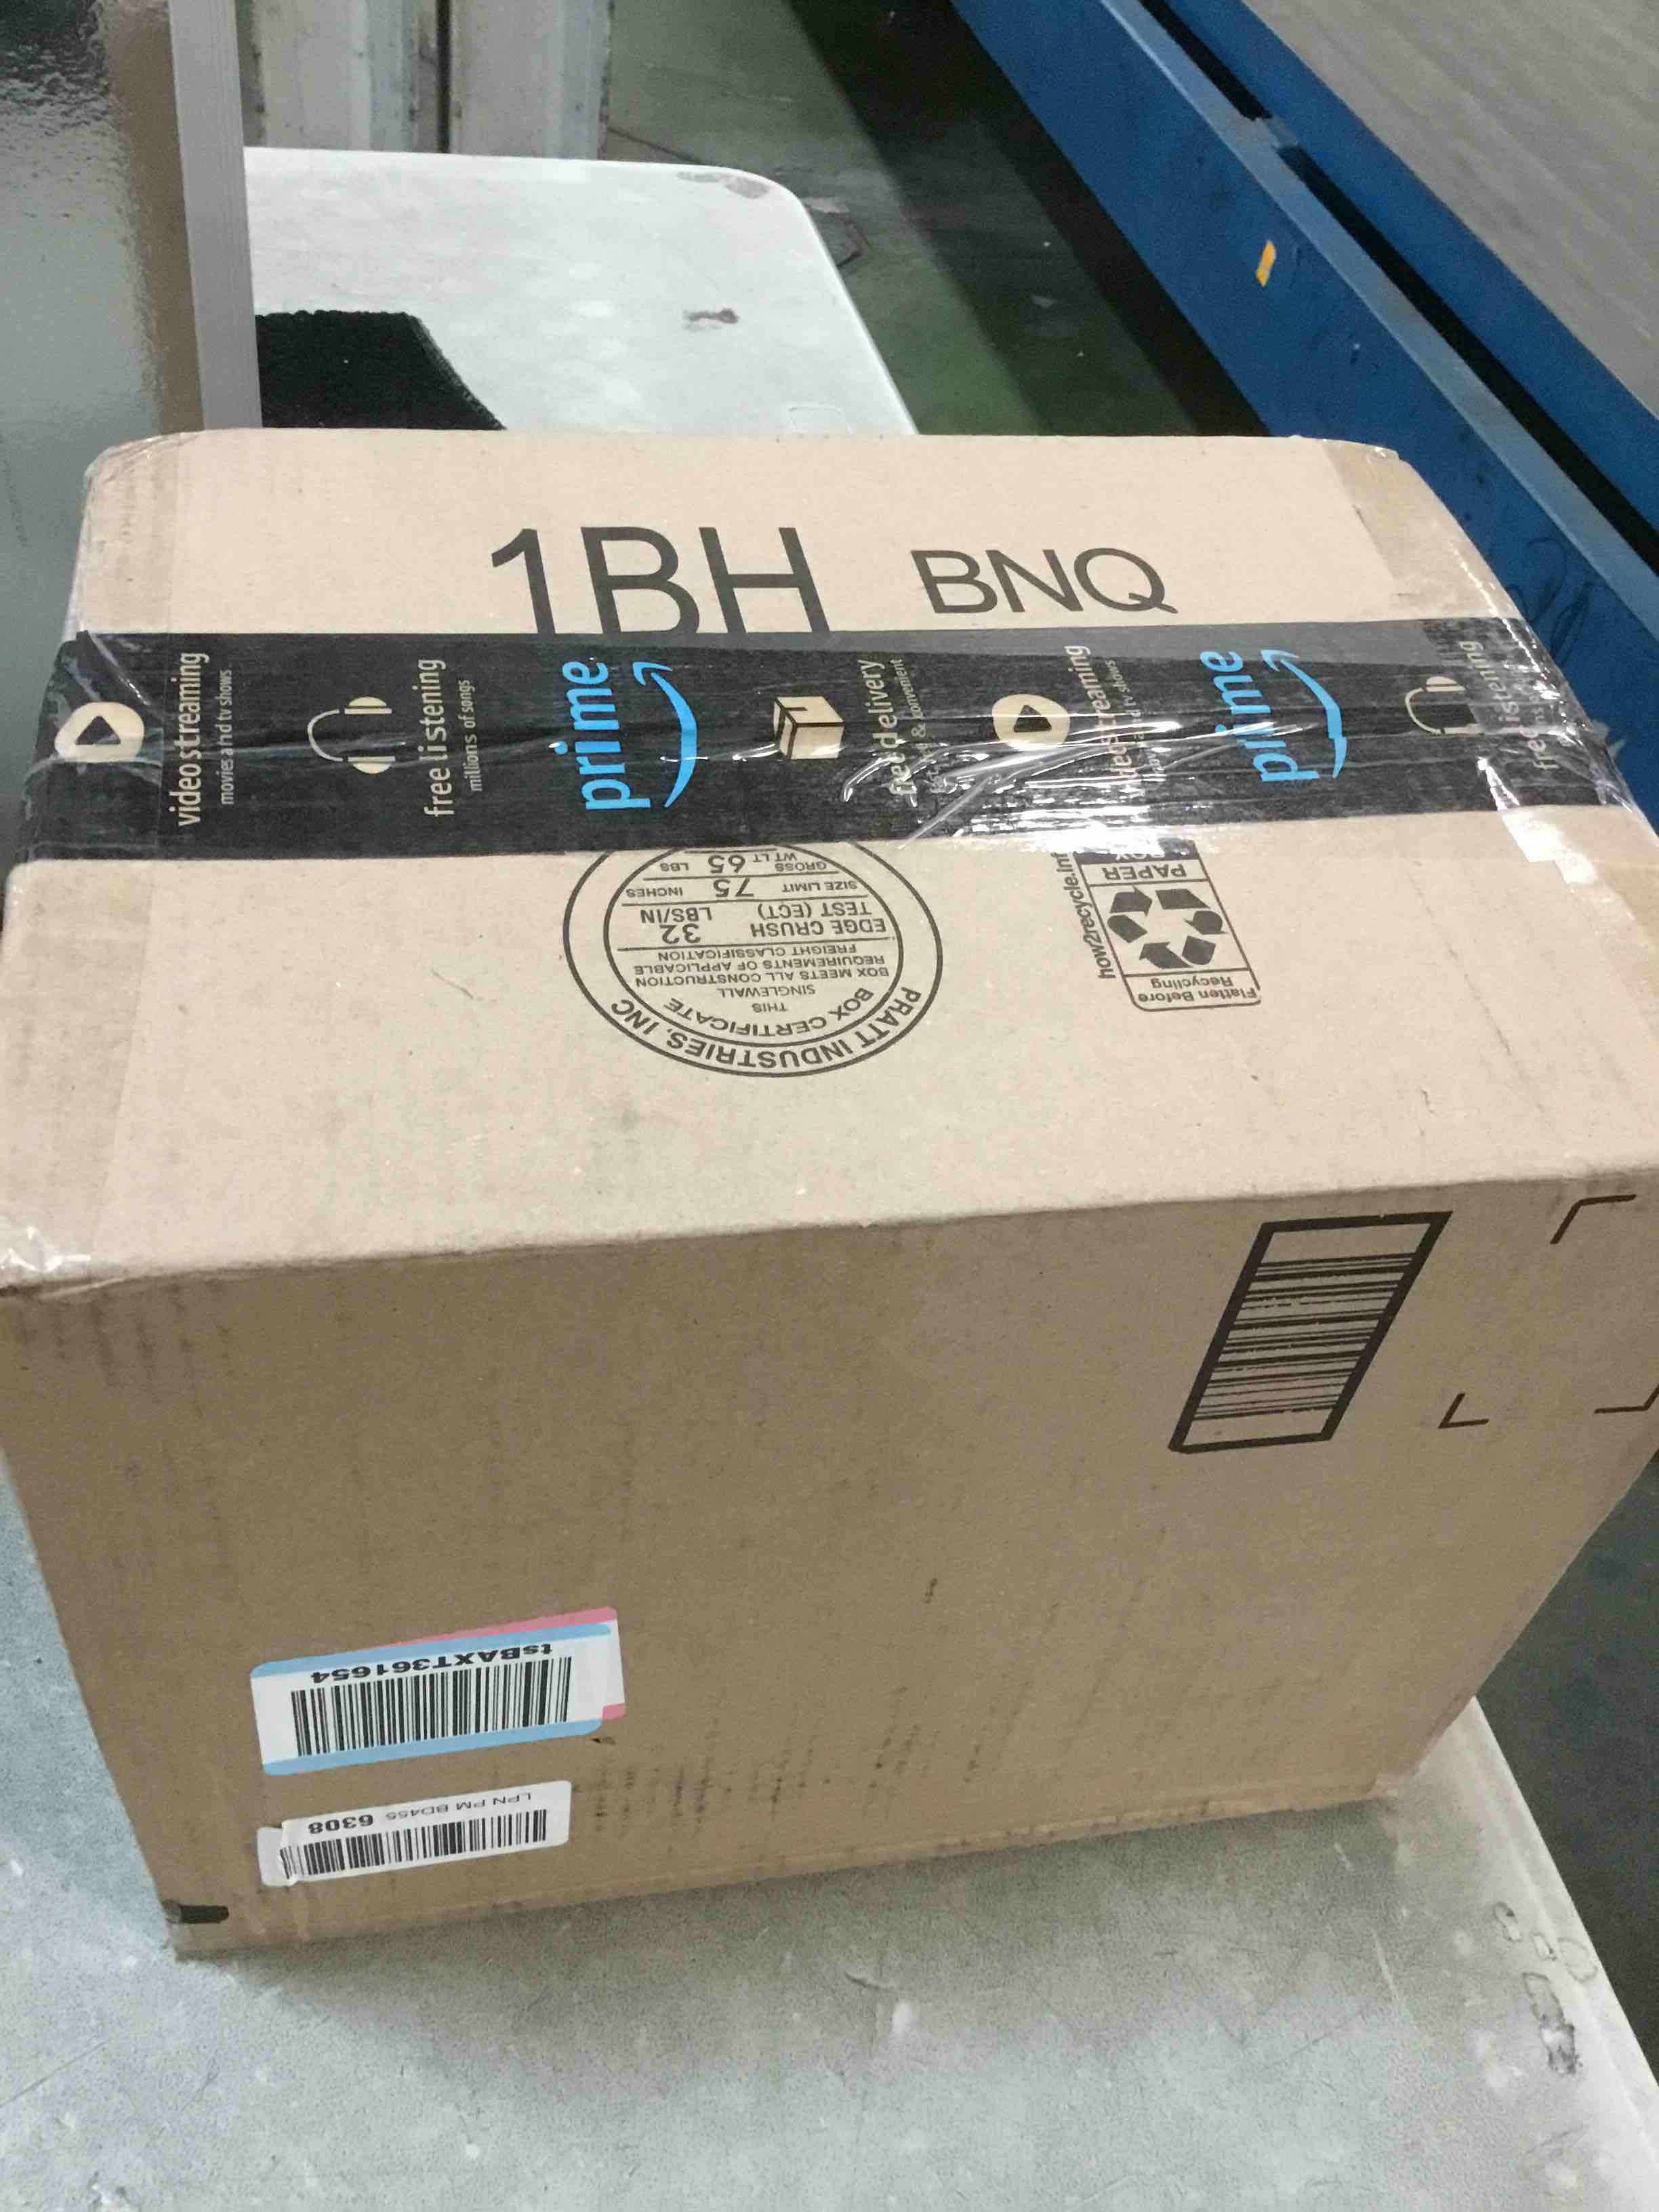 1BH BNQ
video streaming
movies and tv shows
free listening
millions of songs
prime
free delivery
& convenient
video streaming
movies and tv shows
prime
free listening
PRATT INDUSTRIES, INC
BOX CERTIFICATE
THIS
SINGLEWALL
BOX MEETS ALL CONSTRUCTION
REQUIREMENTS OF APPLICABLE
FREIGHT CLASSIFICATION
EDGE CRUSH
TEST (ECT) 32 LBS/IN
SIZE LIMIT 75 INCHES
GROSS
WT LT 65 LBS
Flatten Before
Recycling
PAPER
BOX
how2recycle.inf
tsBAXT361654
LPN PM BD455 6308